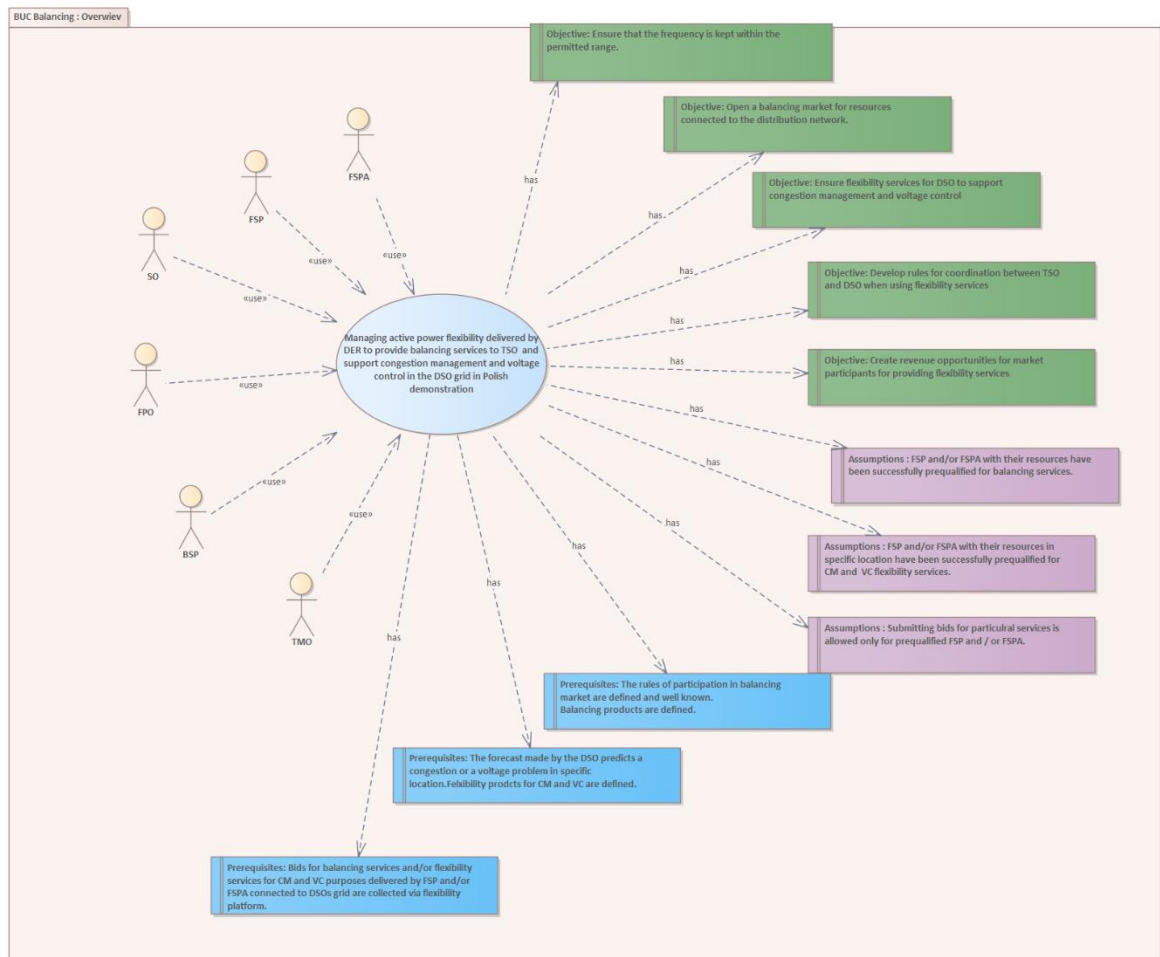 BUC Balancing : Overwiev
Objective: Ensure that the frequency is kept within the
permitted range.
Objective: Open a balancing market for resources
connected to the distribution network.
Objective: Ensure flexibility services for DSO to support
congestion management and voltage control
Objective: Develop rules for coordination between TSO
and DSO when using flexibility services
Objective: Create revenue opportunities for market
participants for providing flexibility services
Assumptions : FSP and/or FSPA with their resources have
been successfully prequalified for balancing services.
Assumptions : FSP and/or FSPA with their resources in
specific location have been successfully prequalified for
CM and VC flexibility services.
Assumptions : Submitting bids for particulral services is
allowed only for prequalified FSP and / or FSPA.
Prerequisites: The rules of participation in balancing
market are defined and well known.
Balancing products are defined.
Prerequisites: The forecast made by the DSO predicts a
congestion or a voltage problem in specific
location.Felxibility prodcts for CM and VC are defined.
Prerequisites: Bids for balancing services and/or flexibility
services for CM and VC purposes delivered by FSP and/or
FSPA connected to DSOs grid are collected via flexibility
platform.
Managing active power flexibility delivered by
DER to provide balancing services to TSO and
support congestion management and voltage
control in the DSO grid in Polish
demonstration
FSPA
FSP
SO
FPO
BSP
TMO
«use»
«use»
«use»
«use»
«use»
«use»
has
has
has
has
has
has
has
has
has
has
has